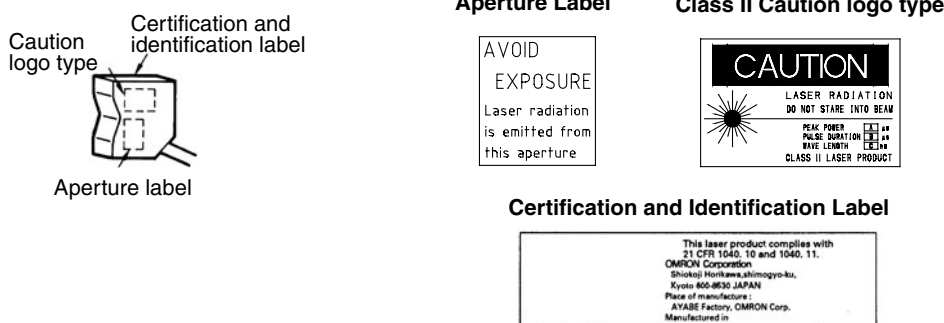 Caution
logo type
Certification and
identification label
Aperture label
Aperture Label
AVOID
EXPOSURE
Laser radiation
is emitted from
this aperture
Class II Caution logo type
CAUTION
LASER RADIATION
DO NOT STARE INTO BEAM
PEAK POWER A
PULSE DURATION B
WAVE LENGTH C
CLASS II LASER PRODUCT
Certification and Identification Label
This laser product complies with
21 CFR 1040. 10 and 1040. 11.
OMRON Corporation
Shiokoji Horikawa,shimogyo-ku,
Kyoto 600-8530 JAPAN
Place of manufacture :
AYABE Factory, OMRON Corp.
Manufactured in